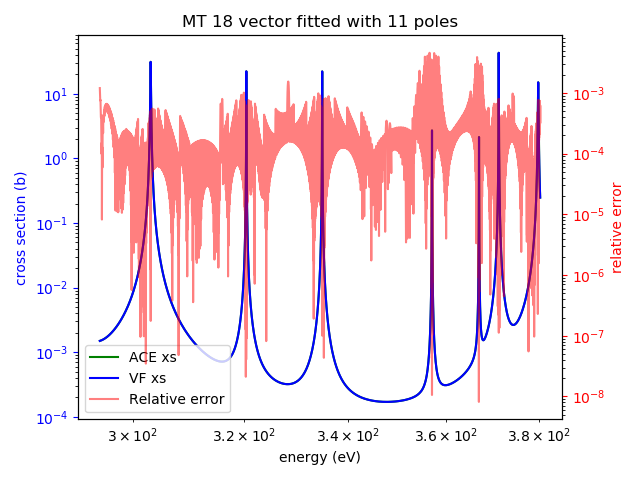 MT 18 vector fitted with 11 poles
cross section (b)
10¹
10⁰
10⁻¹
10⁻²
10⁻³
10⁻⁴
10⁻³
10⁻⁴
10⁻⁵
10⁻⁶
10⁻⁷
10⁻⁸
relative error
ACE xs
VF xs
Relative error
3 × 10² 3.2 × 10² 3.4 × 10² 3.6 × 10² 3.8 × 10²
energy (eV)